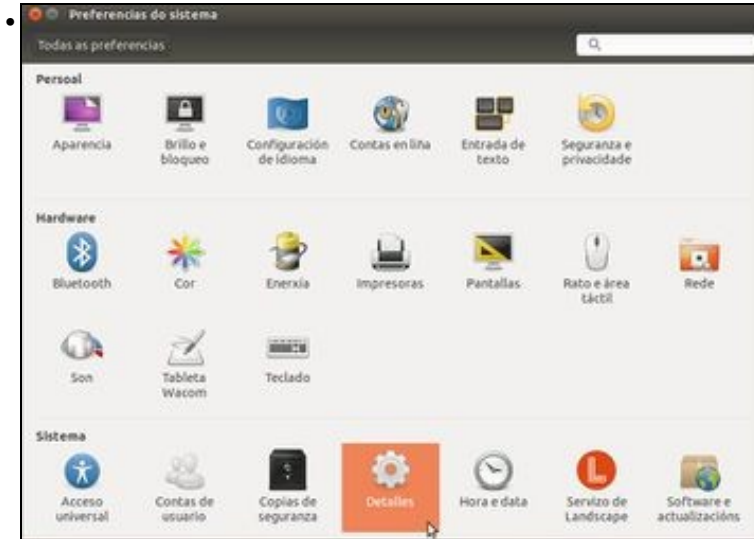 Preferencias do sistema
Todas as preferencias
Persoal
Aparencia
Brillo e
bloqueo
Configuración
de idioma
Contas en liña
Entrada de
texto
Seguranza e
privacidade
Hardware
Bluetooth
Cor
Enerxía
Impresoras
Pantallas
Rato e área
táctil
Rede
Son
Tableta
Wacom
Teclado
Sistema
Acceso
universal
Contas de
usuario
Copias de
seguranza
Detalles
Hora e data
Servizo de
Landscape
Software e
actualizacións